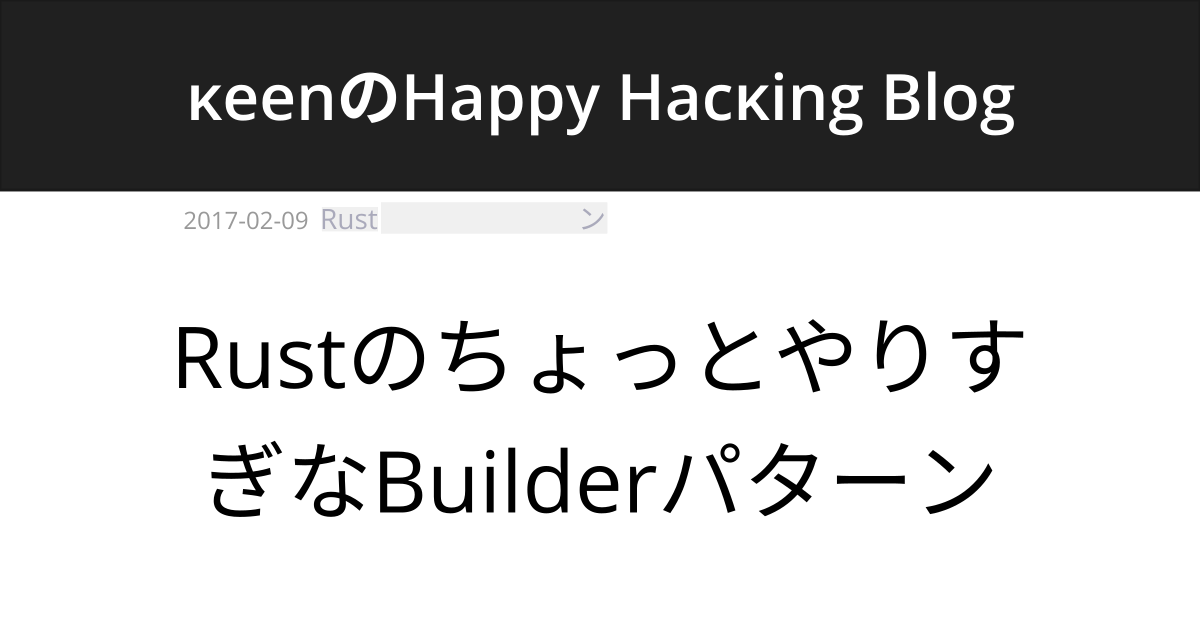 κeenのHappy Hacκing Blog
2017-02-09 Rust ン
Rustのちょっとやりす
ぎなBuilderパターン